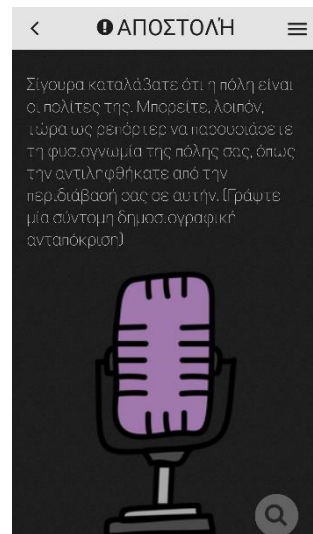 ΑΠΟΣΤΟΛΉ
Σίγουρα καταλάβατε ότι η πόλη είναι
οι πολίτες της. Μπορείτε, λοιπόν,
τώρα ως ρεπόρτερ να παρουσιάσετε
τη φυσιογνωμία της πόλης σας, όπως
την αντιληφθήκατε από την
περιδιάβασή σας σε αυτήν. (Γράψτε
μία σύντομη δημοσιογραφική
ανταπόκριση)